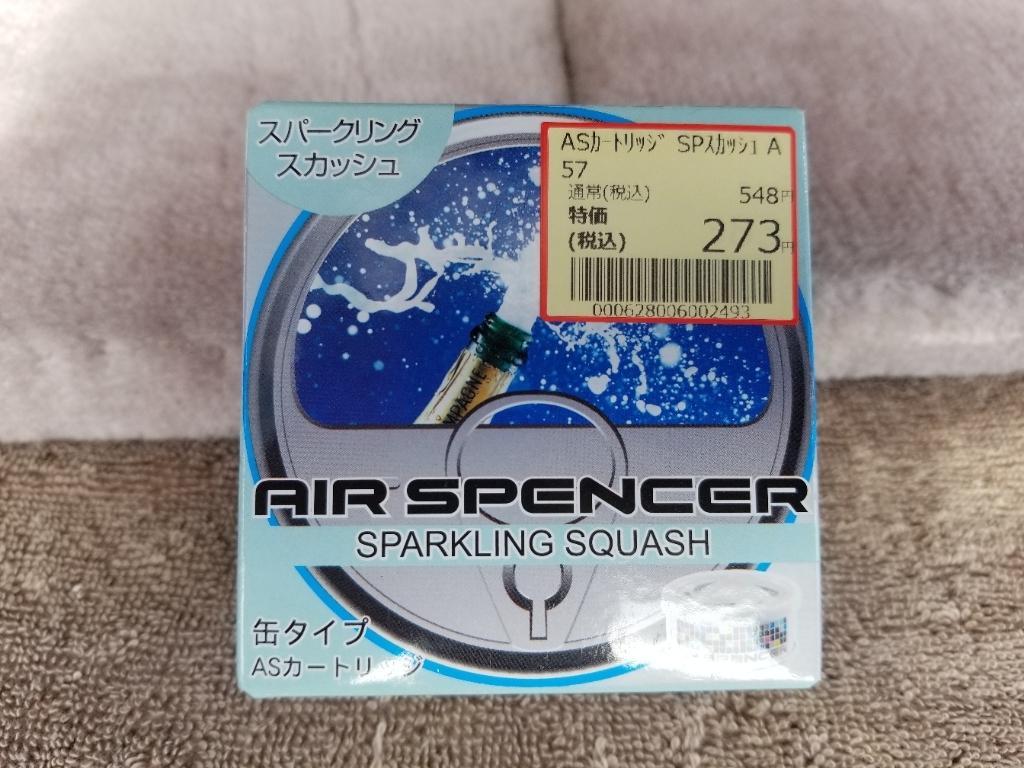 スパークリング
スカッシュ
ASｶｰﾄﾘｯｼﾞ SPｽｶｯｼｭ A
57
通常(税込) 548円
特価
(税込) 273円
000628006002493
MPAGNE
AIR SPENCER
SPARKLING SQUASH
缶タイプ
ASカートリッジ